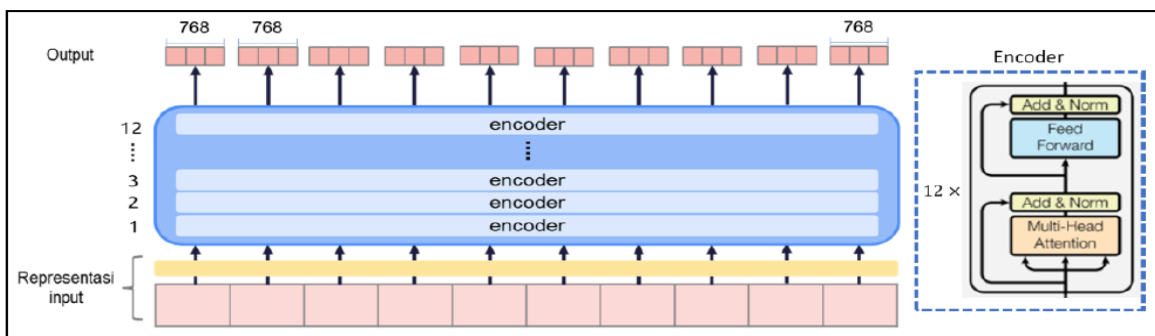 768
768
768
Output
12
encoder
3
encoder
2
encoder
1
encoder
Representasi
input
Encoder
12 ×
Add & Norm
Feed
Forward
Add & Norm
Multi-Head
Attention